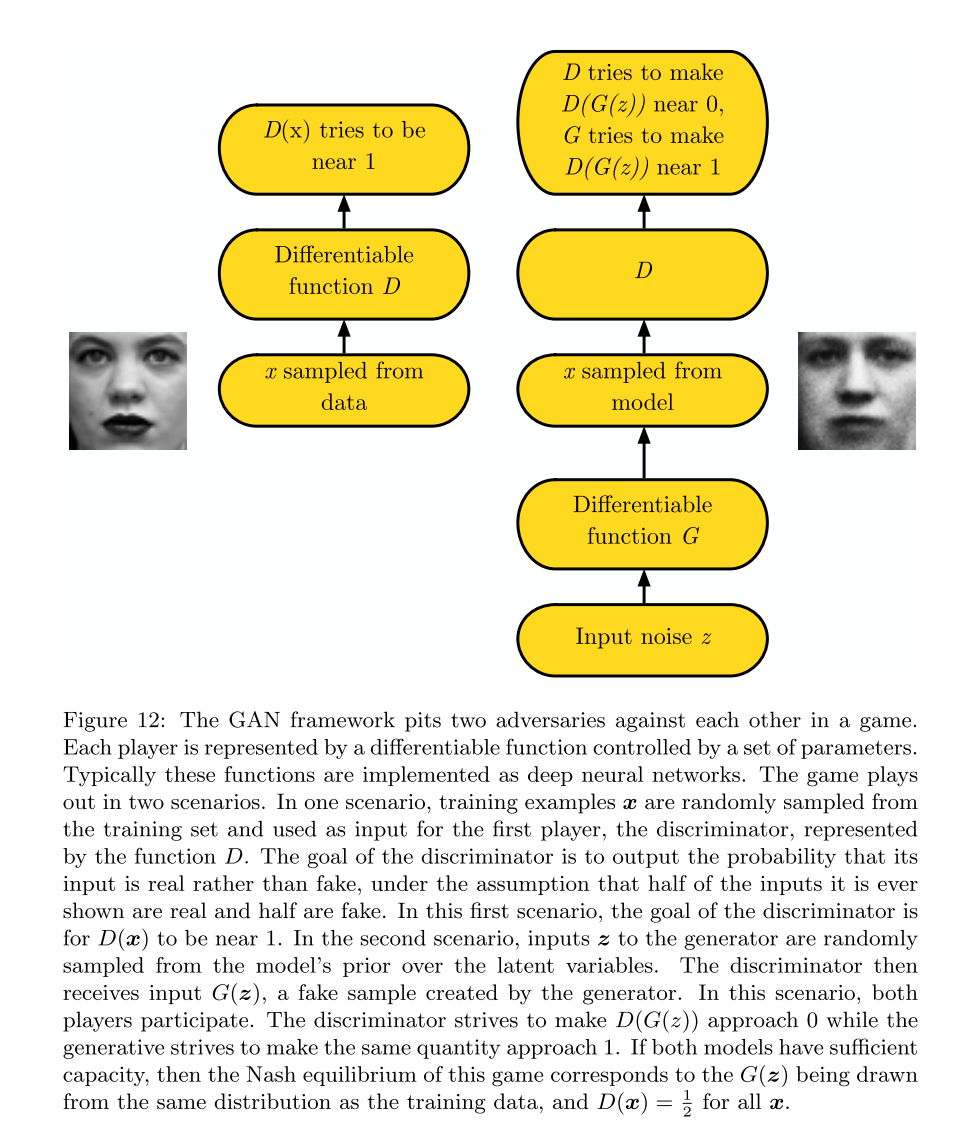 D(x) tries to be
near 1
Differentiable
function D
x sampled from
data
D tries to make
D(G(z)) near 0,
G tries to make
D(G(z)) near 1
D
x sampled from
model
Differentiable
function G
Input noise z
Figure 12: The GAN framework pits two adversaries against each other in a game.
Each player is represented by a differentiable function controlled by a set of parameters.
Typically these functions are implemented as deep neural networks. The game plays
out in two scenarios. In one scenario, training examples x are randomly sampled from
the training set and used as input for the first player, the discriminator, represented
by the function D. The goal of the discriminator is to output the probability that its
input is real rather than fake, under the assumption that half of the inputs it is ever
shown are real and half are fake. In this first scenario, the goal of the discriminator is
for D(x) to be near 1. In the second scenario, inputs z to the generator are randomly
sampled from the model's prior over the latent variables. The discriminator then
receives input G(z), a fake sample created by the generator. In this scenario, both
players participate. The discriminator strives to make D(G(z)) approach 0 while the
generative strives to make the same quantity approach 1. If both models have sufficient
capacity, then the Nash equilibrium of this game corresponds to the G(z) being drawn
from the same distribution as the training data, and D(x) = 1/2 for all x.